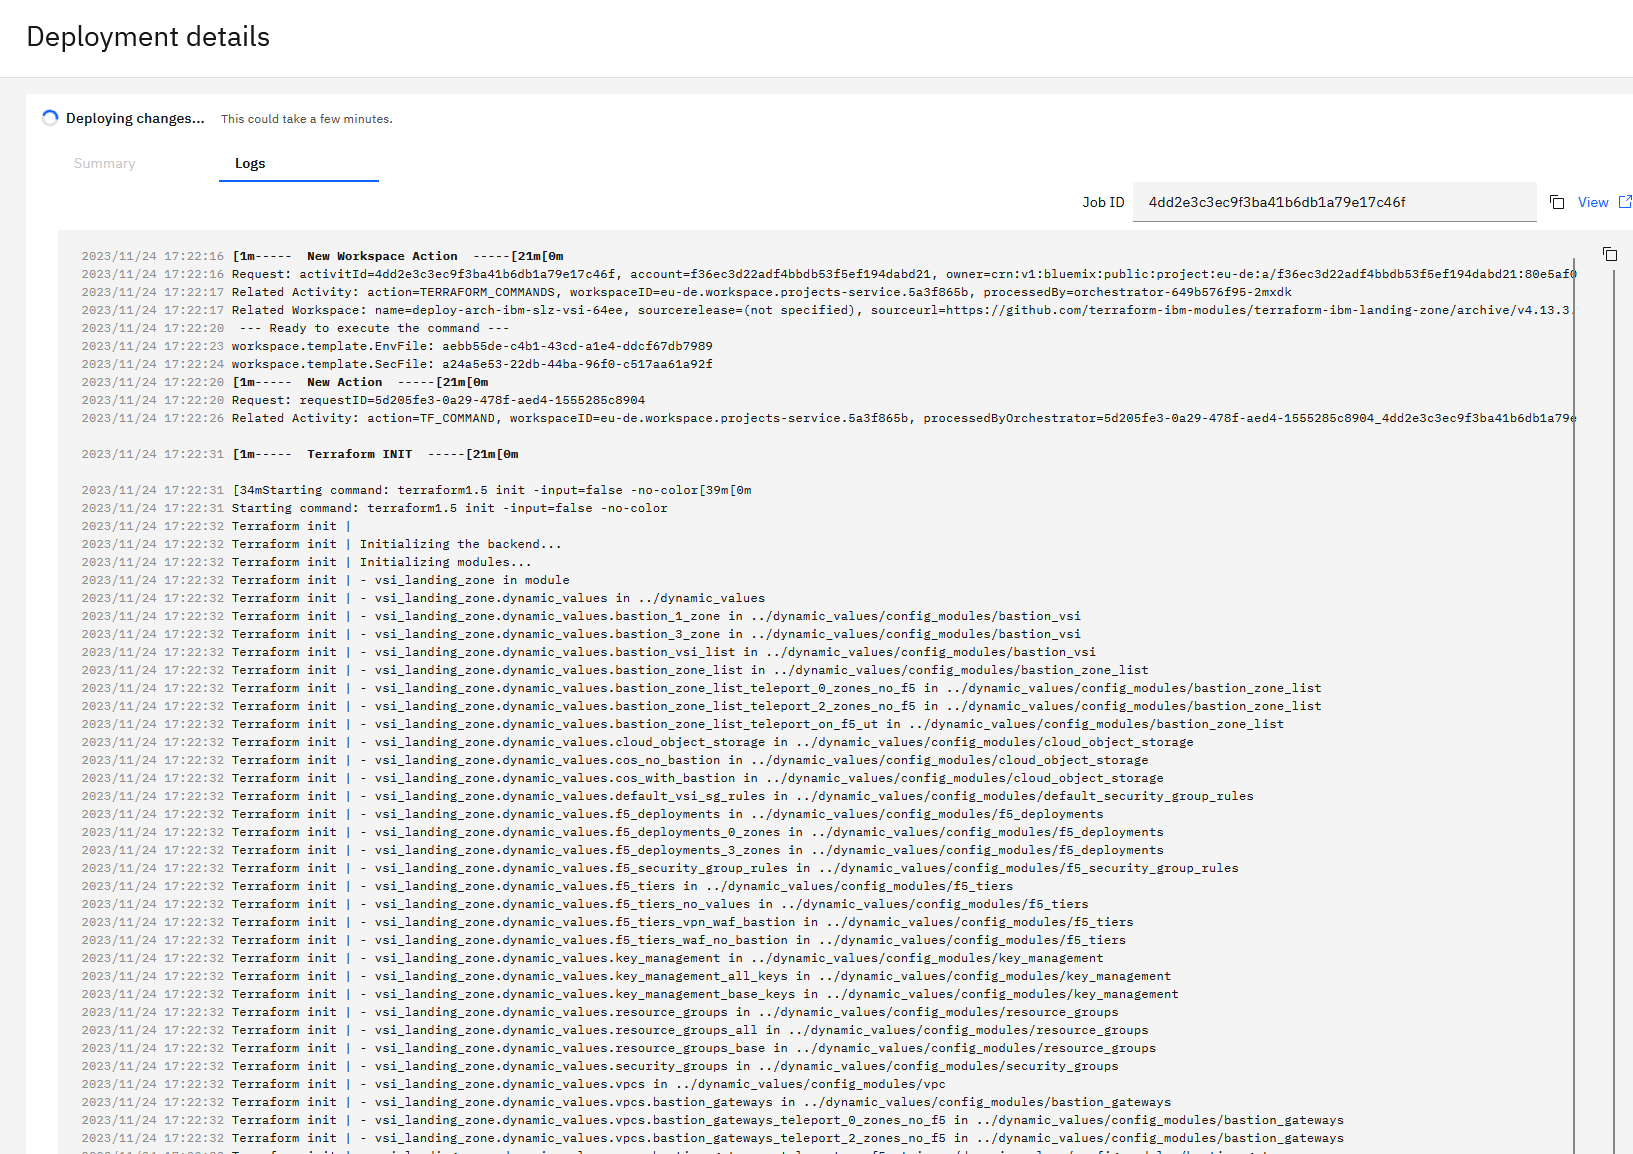 Deployment details
Deploying changes... This could take a few minutes.
Summary Logs
Job ID 4dd2e3c3ec9f3ba41b6db1a79e17c46f View
2023/11/24 17:22:16 [1m----- New Workspace Action -----[21m[0m
2023/11/24 17:22:16 Request: activitId=4dd2e3c3ec9f3ba41b6db1a79e17c46f, account=f36ec3d22adf4bbdb53f5ef194dabd21, owner=crn:v1:bluemix:public:project:eu-de:a/f36ec3d22adf4bbdb53f5ef194dabd21:80e5af0
2023/11/24 17:22:17 Related Activity: action=TERRAFORM_COMMANDS, workspaceID=eu-de.workspace.projects-service.5a3f865b, processedBy=orchestrator-649b576f95-2mxdk
2023/11/24 17:22:17 Related Workspace: name=deploy-arch-ibm-slz-vsi-64ee, sourcerelease=(not specified), sourceurl=https://github.com/terraform-ibm-modules/terraform-ibm-landing-zone/archive/v4.13.3.
2023/11/24 17:22:20 --- Ready to execute the command ---
2023/11/24 17:22:23 workspace.template.EnvFile: aebb55de-c4b1-43cd-a1e4-ddcf67db7989
2023/11/24 17:22:24 workspace.template.SecFile: a24a5e53-22db-44ba-96f0-c517aa61a92f
2023/11/24 17:22:20 [1m----- New Action -----[21m[0m
2023/11/24 17:22:20 Request: requestID=5d205fe3-0a29-478f-aed4-1555285c8904
2023/11/24 17:22:26 Related Activity: action=TF_COMMAND, workspaceID=eu-de.workspace.projects-service.5a3f865b, processedByOrchestrator=5d205fe3-0a29-478f-aed4-1555285c8904_4dd2e3c3ec9f3ba41b6db1a79e
2023/11/24 17:22:31 [1m----- Terraform INIT -----[21m[0m
2023/11/24 17:22:31 [34mStarting command: terraform1.5 init -input=false -no-color[39m[0m
2023/11/24 17:22:31 Starting command: terraform1.5 init -input=false -no-color
2023/11/24 17:22:32 Terraform init |
2023/11/24 17:22:32 Terraform init | Initializing the backend...
2023/11/24 17:22:32 Terraform init | Initializing modules...
2023/11/24 17:22:32 Terraform init | - vsi_landing_zone in module
2023/11/24 17:22:32 Terraform init | - vsi_landing_zone.dynamic_values in ../dynamic_values
2023/11/24 17:22:32 Terraform init | - vsi_landing_zone.dynamic_values.bastion_1_zone in ../dynamic_values/config_modules/bastion_vsi
2023/11/24 17:22:32 Terraform init | - vsi_landing_zone.dynamic_values.bastion_3_zone in ../dynamic_values/config_modules/bastion_vsi
2023/11/24 17:22:32 Terraform init | - vsi_landing_zone.dynamic_values.bastion_vsi_list in ../dynamic_values/config_modules/bastion_vsi
2023/11/24 17:22:32 Terraform init | - vsi_landing_zone.dynamic_values.bastion_zone_list in ../dynamic_values/config_modules/bastion_zone_list
2023/11/24 17:22:32 Terraform init | - vsi_landing_zone.dynamic_values.bastion_zone_list_teleport_0_zones_no_f5 in ../dynamic_values/config_modules/bastion_zone_list
2023/11/24 17:22:32 Terraform init | - vsi_landing_zone.dynamic_values.bastion_zone_list_teleport_2_zones_no_f5 in ../dynamic_values/config_modules/bastion_zone_list
2023/11/24 17:22:32 Terraform init | - vsi_landing_zone.dynamic_values.bastion_zone_list_teleport_on_f5_ut in ../dynamic_values/config_modules/bastion_zone_list
2023/11/24 17:22:32 Terraform init | - vsi_landing_zone.dynamic_values.cloud_object_storage in ../dynamic_values/config_modules/cloud_object_storage
2023/11/24 17:22:32 Terraform init | - vsi_landing_zone.dynamic_values.cos_no_bastion in ../dynamic_values/config_modules/cloud_object_storage
2023/11/24 17:22:32 Terraform init | - vsi_landing_zone.dynamic_values.cos_with_bastion in ../dynamic_values/config_modules/cloud_object_storage
2023/11/24 17:22:32 Terraform init | - vsi_landing_zone.dynamic_values.default_vsi_sg_rules in ../dynamic_values/config_modules/default_security_group_rules
2023/11/24 17:22:32 Terraform init | - vsi_landing_zone.dynamic_values.f5_deployments in ../dynamic_values/config_modules/f5_deployments
2023/11/24 17:22:32 Terraform init | - vsi_landing_zone.dynamic_values.f5_deployments_0_zones in ../dynamic_values/config_modules/f5_deployments
2023/11/24 17:22:32 Terraform init | - vsi_landing_zone.dynamic_values.f5_deployments_3_zones in ../dynamic_values/config_modules/f5_deployments
2023/11/24 17:22:32 Terraform init | - vsi_landing_zone.dynamic_values.f5_security_group_rules in ../dynamic_values/config_modules/f5_security_group_rules
2023/11/24 17:22:32 Terraform init | - vsi_landing_zone.dynamic_values.f5_tiers in ../dynamic_values/config_modules/f5_tiers
2023/11/24 17:22:32 Terraform init | - vsi_landing_zone.dynamic_values.f5_tiers_no_values in ../dynamic_values/config_modules/f5_tiers
2023/11/24 17:22:32 Terraform init | - vsi_landing_zone.dynamic_values.f5_tiers_vpn_waf_bastion in ../dynamic_values/config_modules/f5_tiers
2023/11/24 17:22:32 Terraform init | - vsi_landing_zone.dynamic_values.f5_tiers_waf_no_bastion in ../dynamic_values/config_modules/f5_tiers
2023/11/24 17:22:32 Terraform init | - vsi_landing_zone.dynamic_values.key_management in ../dynamic_values/config_modules/key_management
2023/11/24 17:22:32 Terraform init | - vsi_landing_zone.dynamic_values.key_management_all_keys in ../dynamic_values/config_modules/key_management
2023/11/24 17:22:32 Terraform init | - vsi_landing_zone.dynamic_values.key_management_base_keys in ../dynamic_values/config_modules/key_management
2023/11/24 17:22:32 Terraform init | - vsi_landing_zone.dynamic_values.resource_groups in ../dynamic_values/config_modules/resource_groups
2023/11/24 17:22:32 Terraform init | - vsi_landing_zone.dynamic_values.resource_groups_all in ../dynamic_values/config_modules/resource_groups
2023/11/24 17:22:32 Terraform init | - vsi_landing_zone.dynamic_values.resource_groups_base in ../dynamic_values/config_modules/resource_groups
2023/11/24 17:22:32 Terraform init | - vsi_landing_zone.dynamic_values.security_groups in ../dynamic_values/config_modules/security_groups
2023/11/24 17:22:32 Terraform init | - vsi_landing_zone.dynamic_values.vpcs in ../dynamic_values/config_modules/vpc
2023/11/24 17:22:32 Terraform init | - vsi_landing_zone.dynamic_values.vpcs.bastion_gateways in ../dynamic_values/config_modules/bastion_gateways
2023/11/24 17:22:32 Terraform init | - vsi_landing_zone.dynamic_values.vpcs.bastion_gateways_teleport_0_zones_no_f5 in ../dynamic_values/config_modules/bastion_gateways
2023/11/24 17:22:32 Terraform init | - vsi_landing_zone.dynamic_values.vpcs.bastion_gateways_teleport_2_zones_no_f5 in ../dynamic_values/config_modules/bastion_gateways